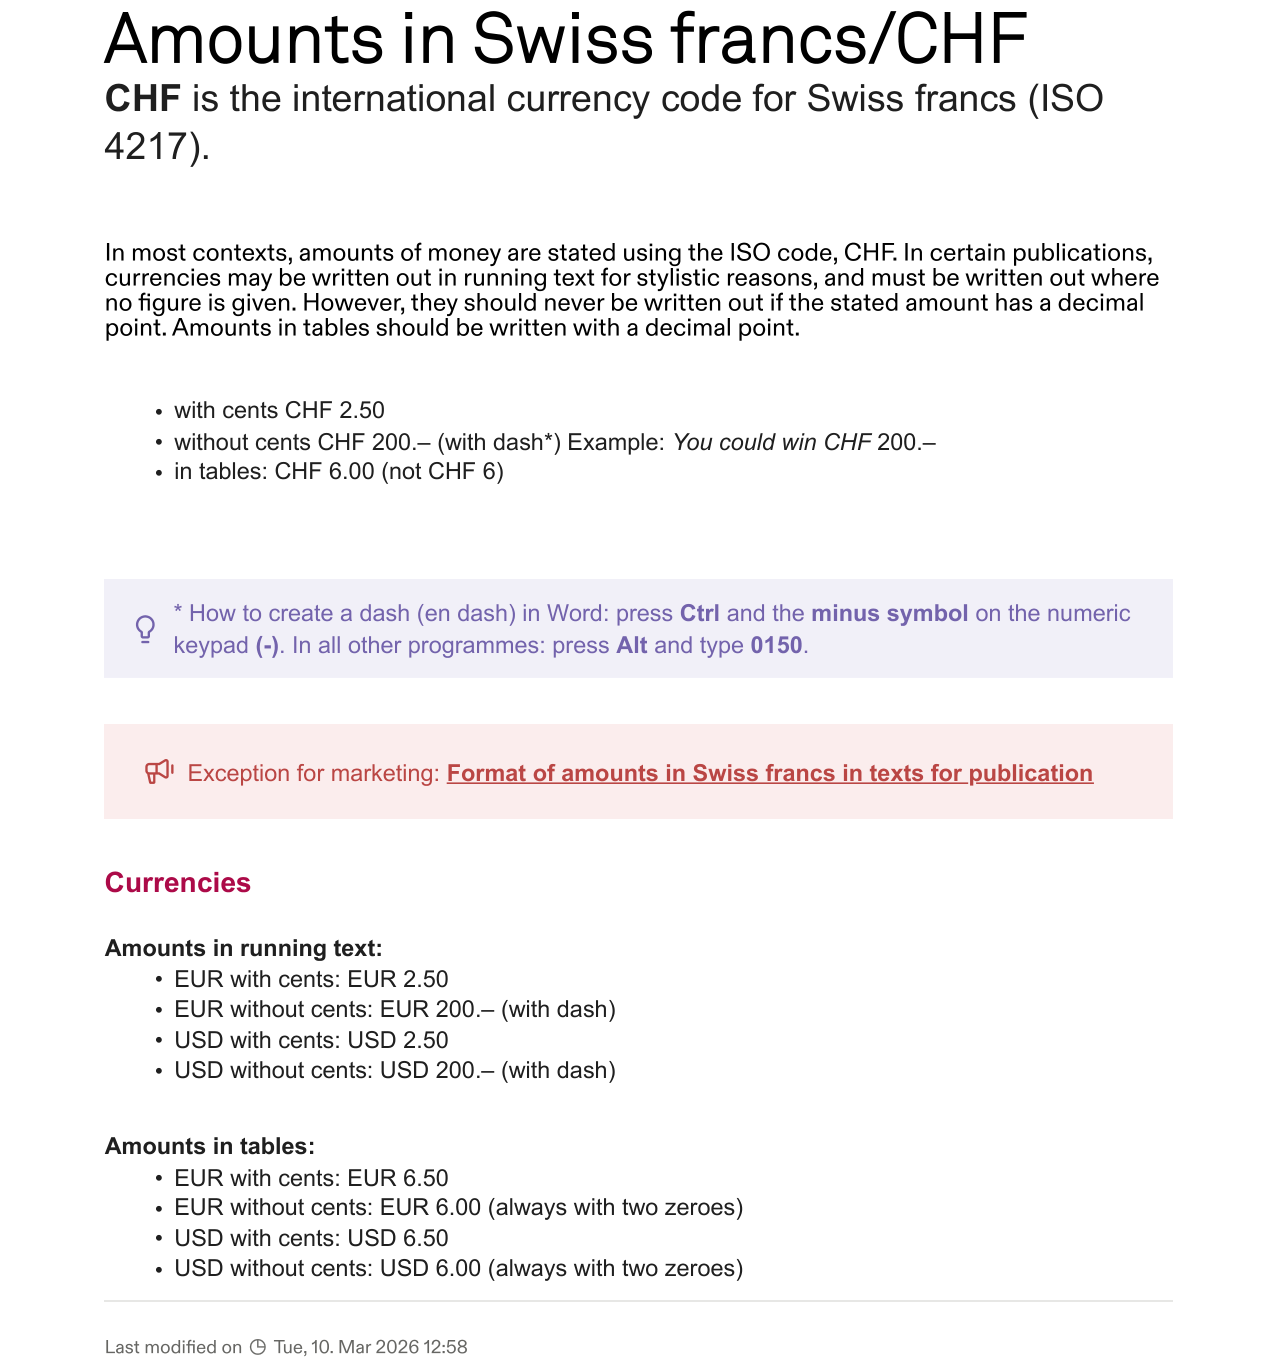 Amounts in Swiss francs/CHF
CHF is the international currency code for Swiss francs (ISO
4217).
In most contexts, amounts of money are stated using the ISO code, CHF. In certain publications,
currencies may be written out in running text for stylistic reasons, and must be written out where
no figure is given. However, they should never be written out if the stated amount has a decimal
point. Amounts in tables should be written with a decimal point.
• with cents CHF 2.50
• without cents CHF 200.– (with dash*) Example: You could win CHF 200.–
• in tables: CHF 6.00 (not CHF 6)
* How to create a dash (en dash) in Word: press Ctrl and the minus symbol on the numeric
keypad (-). In all other programmes: press Alt and type 0150.
Exception for marketing: Format of amounts in Swiss francs in texts for publication
Currencies
Amounts in running text:
• EUR with cents: EUR 2.50
• EUR without cents: EUR 200.– (with dash)
• USD with cents: USD 2.50
• USD without cents: USD 200.– (with dash)
Amounts in tables:
• EUR with cents: EUR 6.50
• EUR without cents: EUR 6.00 (always with two zeroes)
• USD with cents: USD 6.50
• USD without cents: USD 6.00 (always with two zeroes)
Last modified on Tue, 10. Mar 2026 12:58